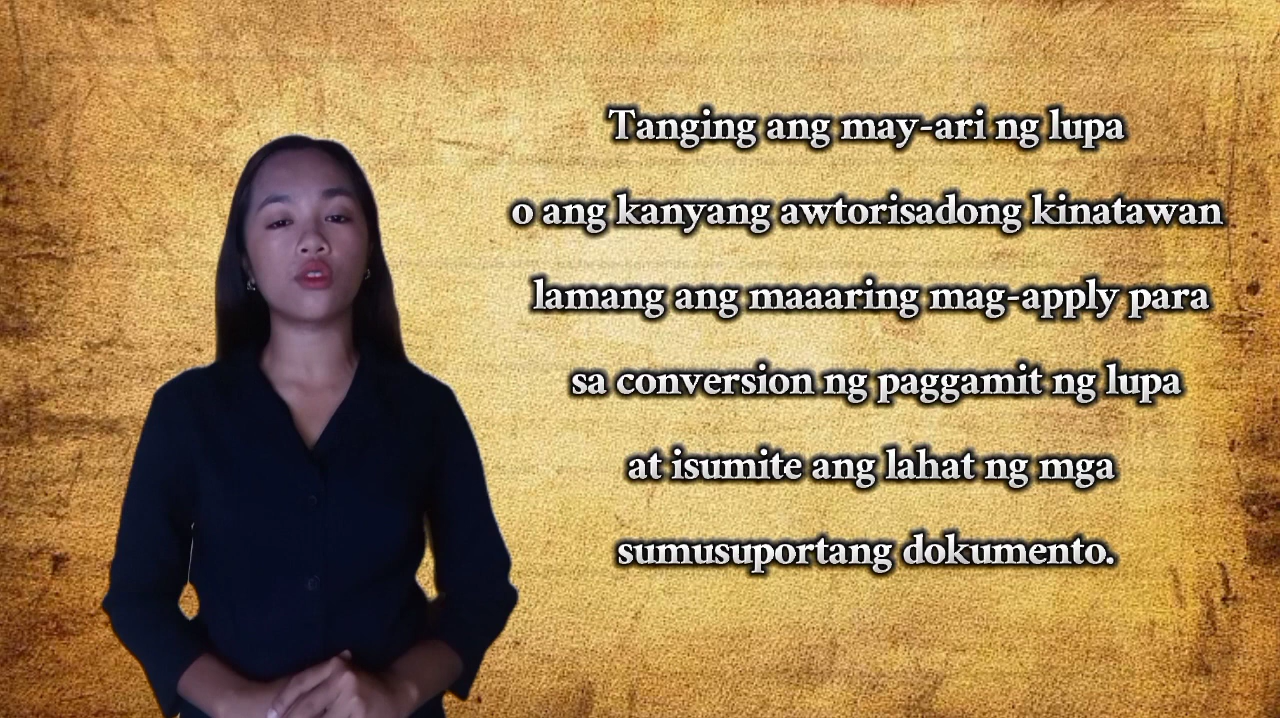 Tanging ang may-ari ng lupa
o ang kanyang awtorisadong kinatawan
lamang ang maaaring mag-apply para
sa conversion ng paggamit ng lupa
at isumite ang lahat ng mga
sumusuportang dokumento.